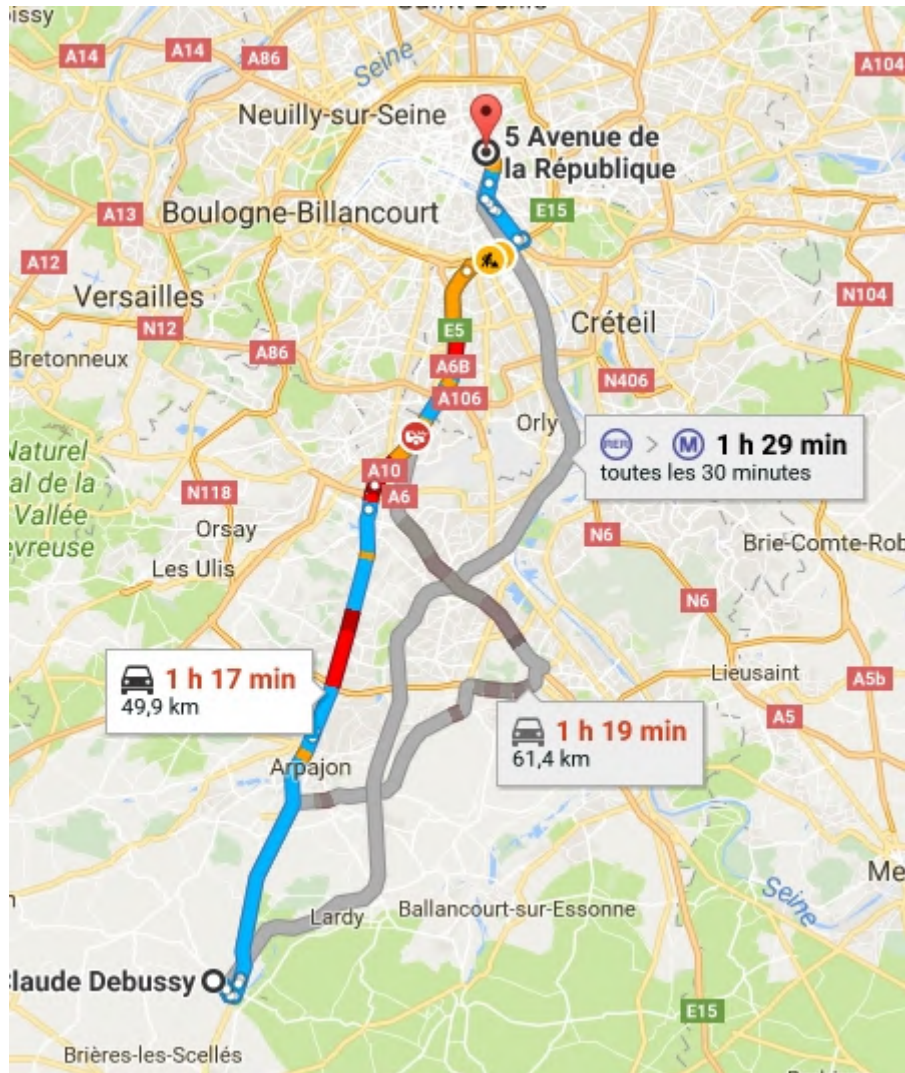 A14
A14
A86
Seine
A104
Neuilly-sur-Seine
5 Avenue de
la République
A13
Boulogne-Billancourt
E15
A12
Versailles
N104
E5
Créteil
N12
A86
Bretonneux
A6B
N406
A106
Orly
RER > M 1 h 29 min
toutes les 30 minutes
Naturel
al de la
Vallée
evreuse
A10
A6
N118
Orsay
N6
Brie-Comte-Rob
Les Ulis
N6
Lieusaint
1 h 17 min
49,9 km
A5b
A5
1 h 19 min
61,4 km
Arpajon
Me
Seine
Lardy
Ballancourt-sur-Essonne
Claude Debussy
E15
Brières-les-Scellés